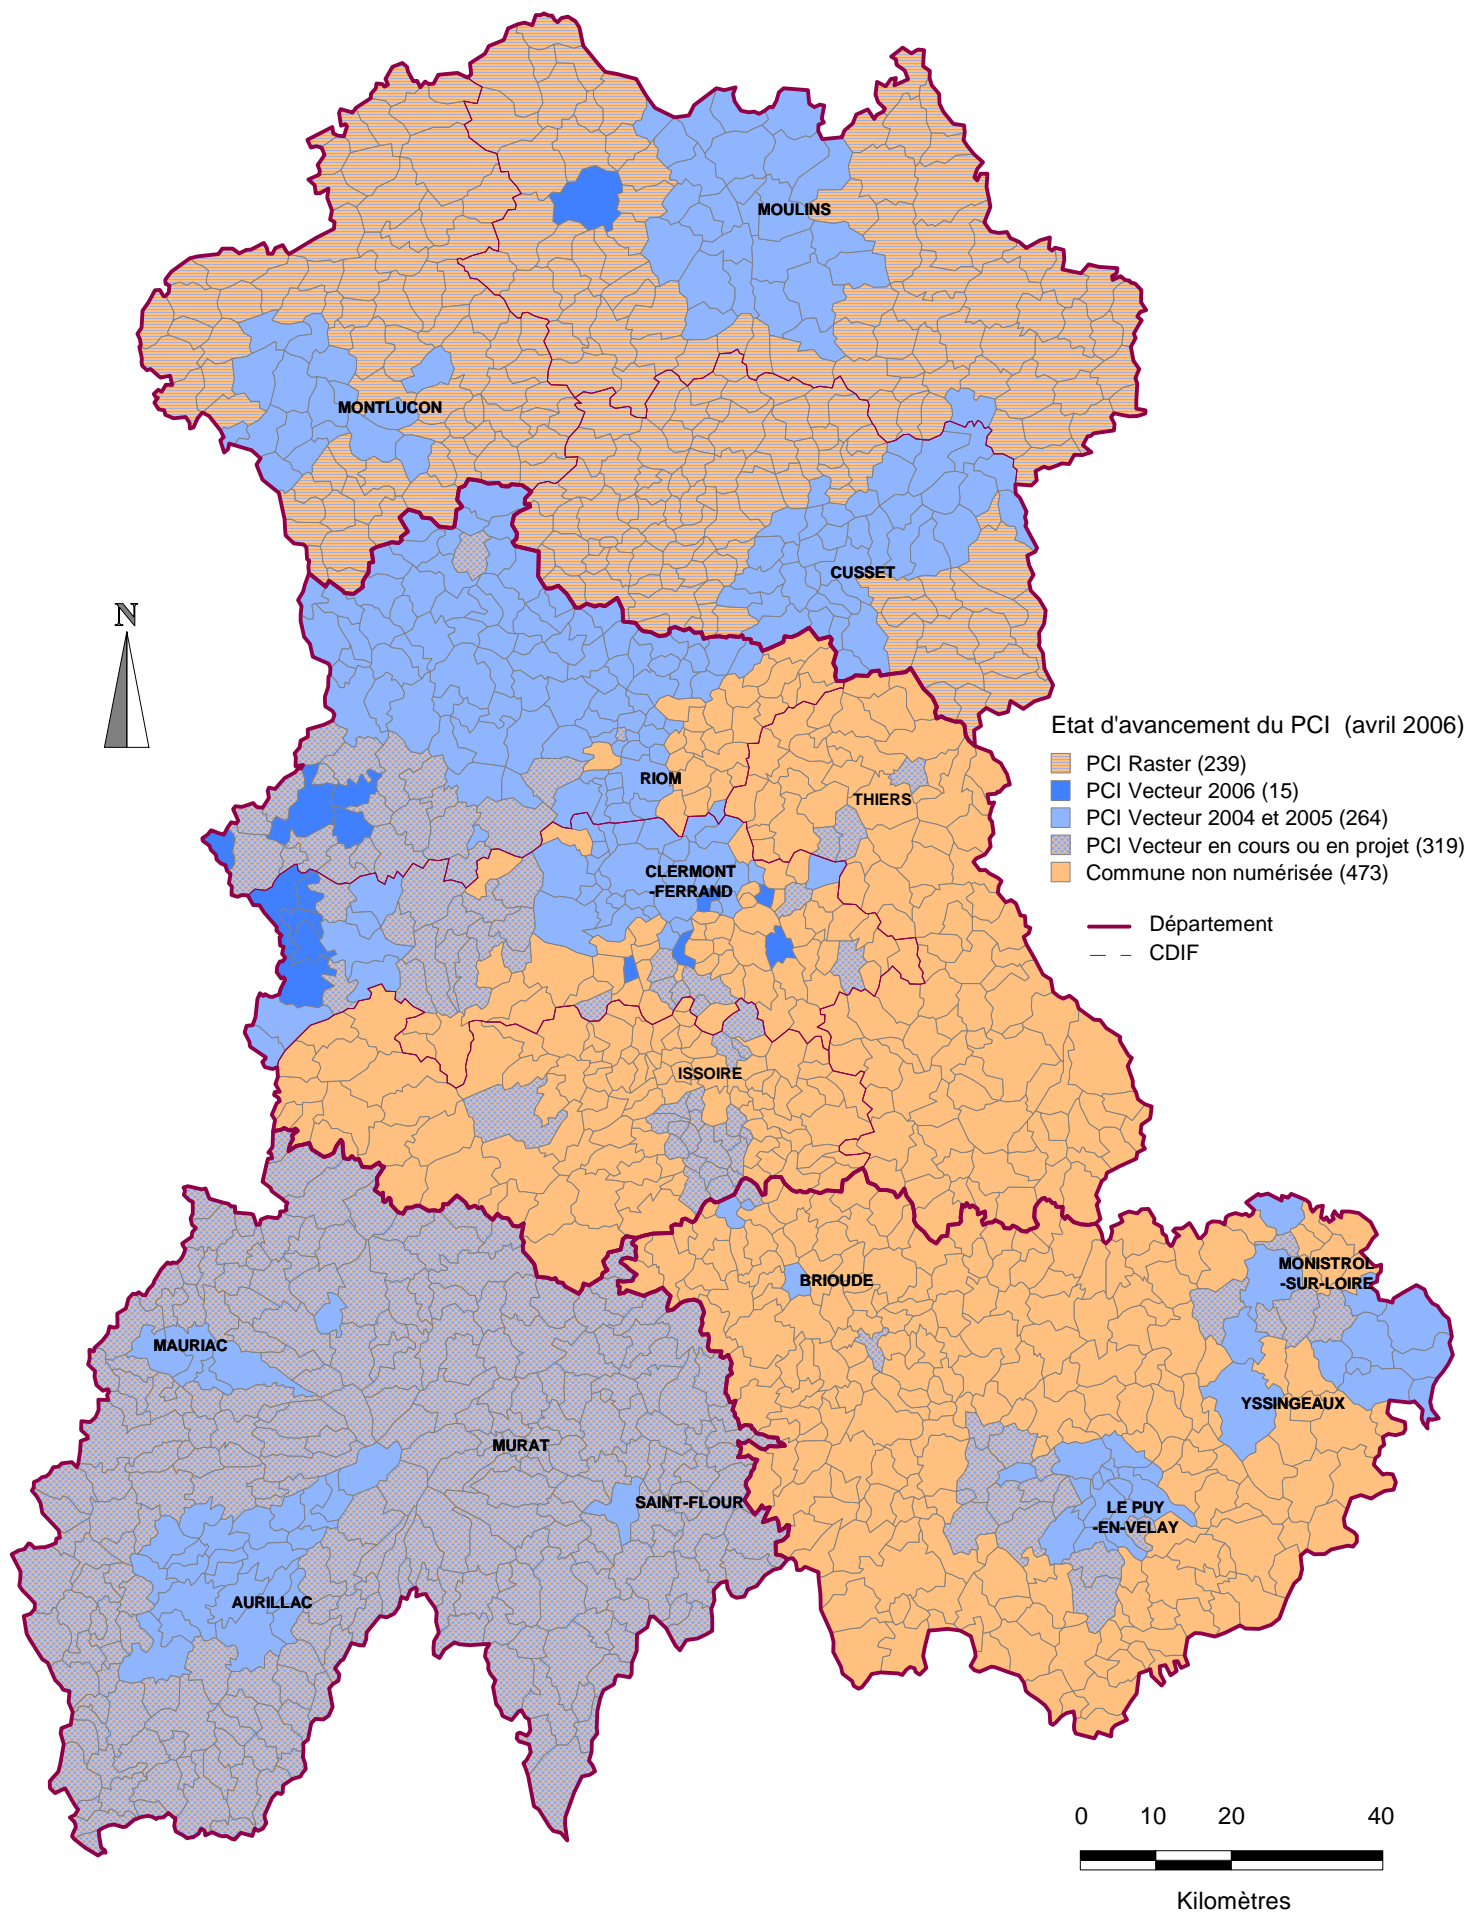 MOULINS
MONTLUCON
CUSSET
N
Etat d'avancement du PCI (avril 2006)
PCI Raster (239)
PCI Vecteur 2006 (15)
PCI Vecteur 2004 et 2005 (264)
PCI Vecteur en cours ou en projet (319)
Commune non numérisée (473)
Département
CDIF
RIOM
THIERS
CLERMONT
-FERRAND
ISSOIRE
BRIOUDE
MONISTROL
-SUR-LOIRE
MAURIAC
YSSINGEAUX
MURAT
SAINT-FLOUR
LE PUY
-EN-VELAY
AURILLAC
0 10 20 40
Kilomètres